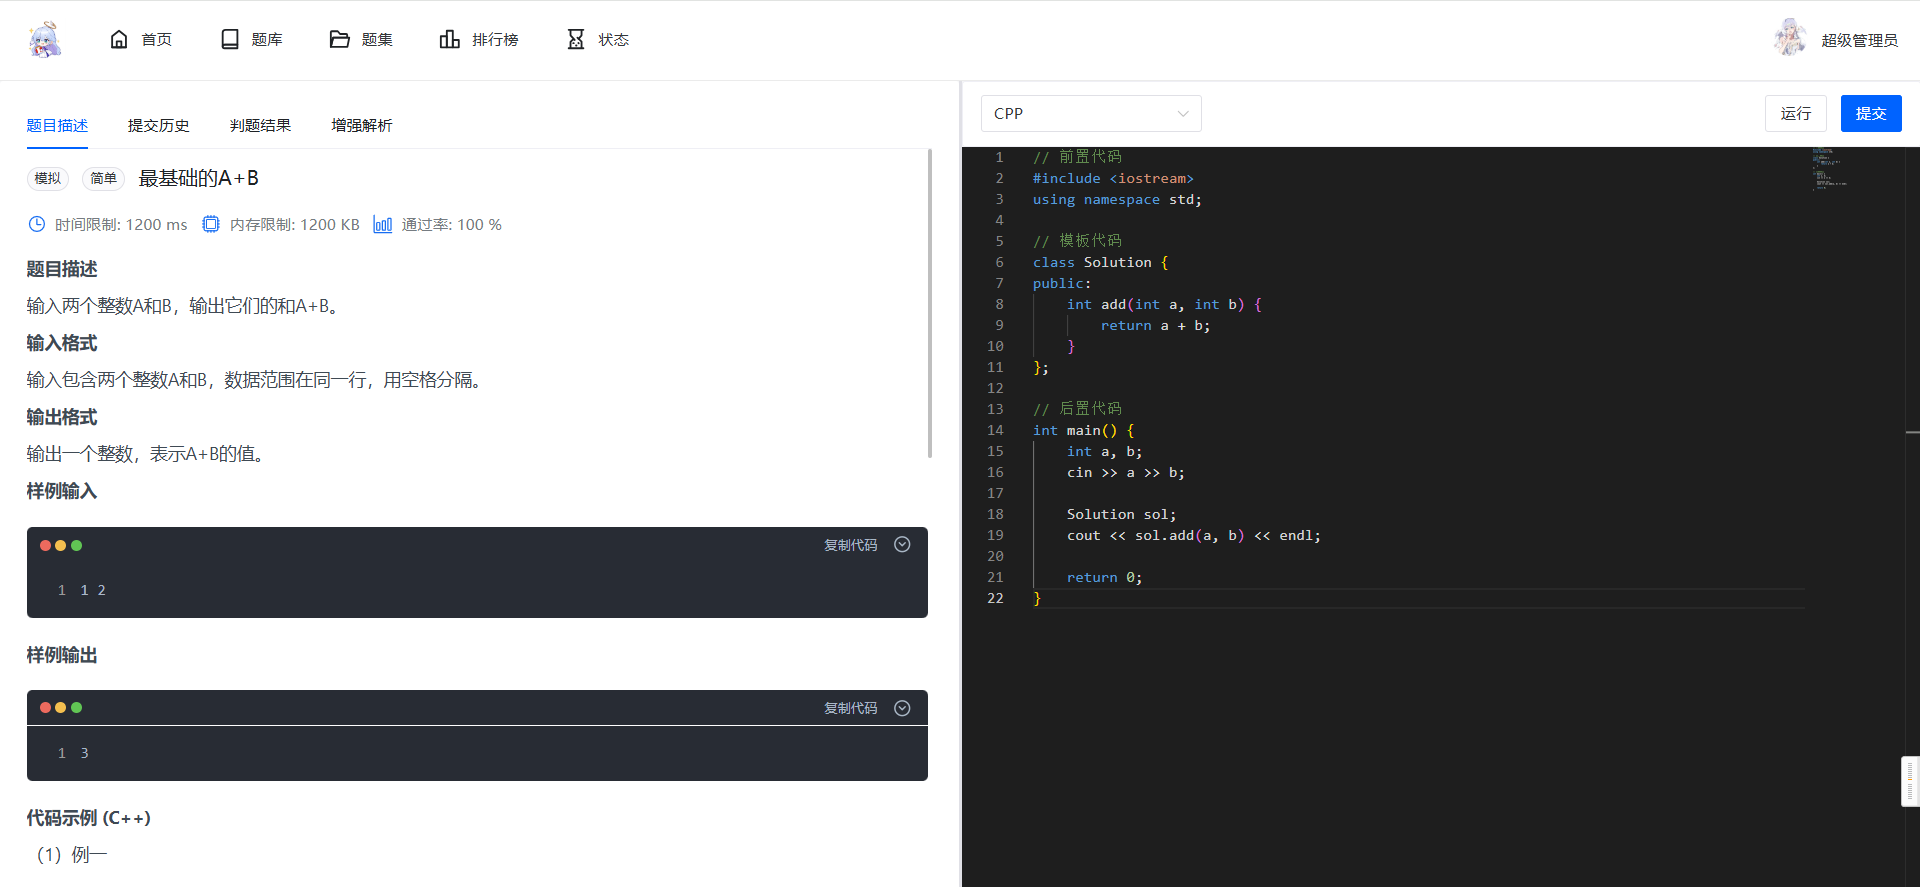 首页 题库 题集 排行榜 状态 超级管理员
题目描述 提交历史 判题结果 增强解析
模拟 简单 最基础的A+B
时间限制: 1200 ms 内存限制: 1200 KB 通过率: 100 %
题目描述
输入两个整数A和B，输出它们的和A+B。
输入格式
输入包含两个整数A和B，数据范围在同一行，用空格分隔。
输出格式
输出一个整数，表示A+B的值。
样例输入
复制代码
1 1 2
样例输出
复制代码
1 3
代码示例 (C++)
（1）例一
CPP 运行 提交
1 // 前置代码
2 #include <iostream>
3 using namespace std;
4
5 // 模板代码
6 class Solution {
7 public:
8     int add(int a, int b) {
9         return a + b;
10     }
11 };
12
13 // 后置代码
14 int main() {
15     int a, b;
16     cin >> a >> b;
17
18     Solution sol;
19     cout << sol.add(a, b) << endl;
20
21     return 0;
22 }